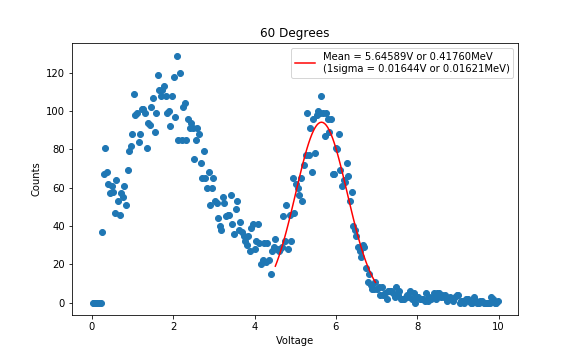 60 Degrees
Mean = 5.64589V or 0.41760MeV
(1sigma = 0.01644V or 0.01621MeV)
120
100
80
60
40
20
0
Counts
0 2 4 6 8 10
Voltage